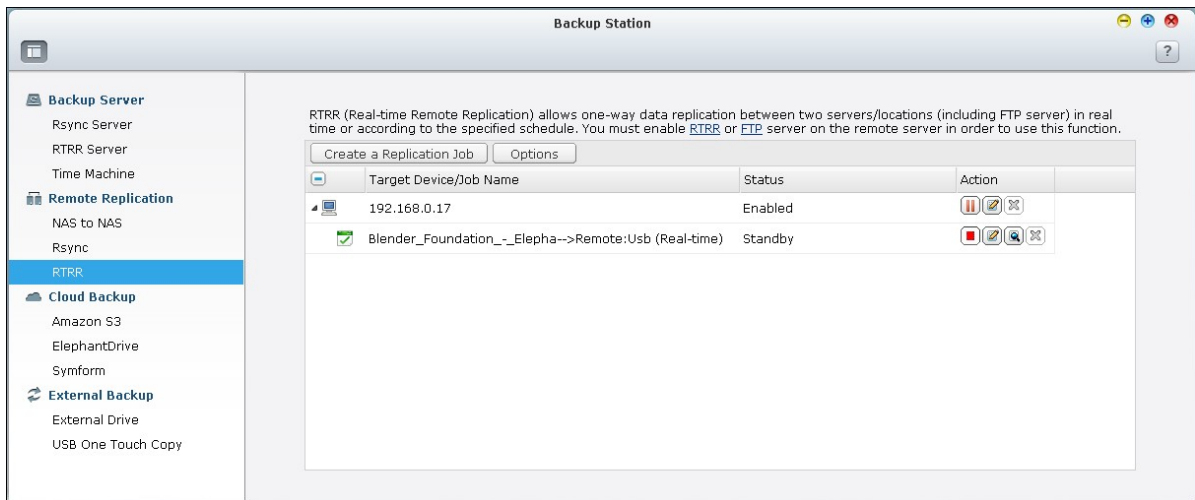 Backup Station
?
Backup Server
Rsync Server
RTRR Server
Time Machine
Remote Replication
NAS to NAS
Rsync
RTRR
Cloud Backup
Amazon S3
ElephantDrive
Symform
External Backup
External Drive
USB One Touch Copy
RTRR (Real-time Remote Replication) allows one-way data replication between two servers/locations (including FTP server) in real
time or according to the specified schedule. You must enable RTRR or FTP server on the remote server in order to use this function.
Create a Replication Job Options
Target Device/Job Name Status Action
192.168.0.17 Enabled
Blender_Foundation_-_Elepha-->Remote:Usb (Real-time) Standby